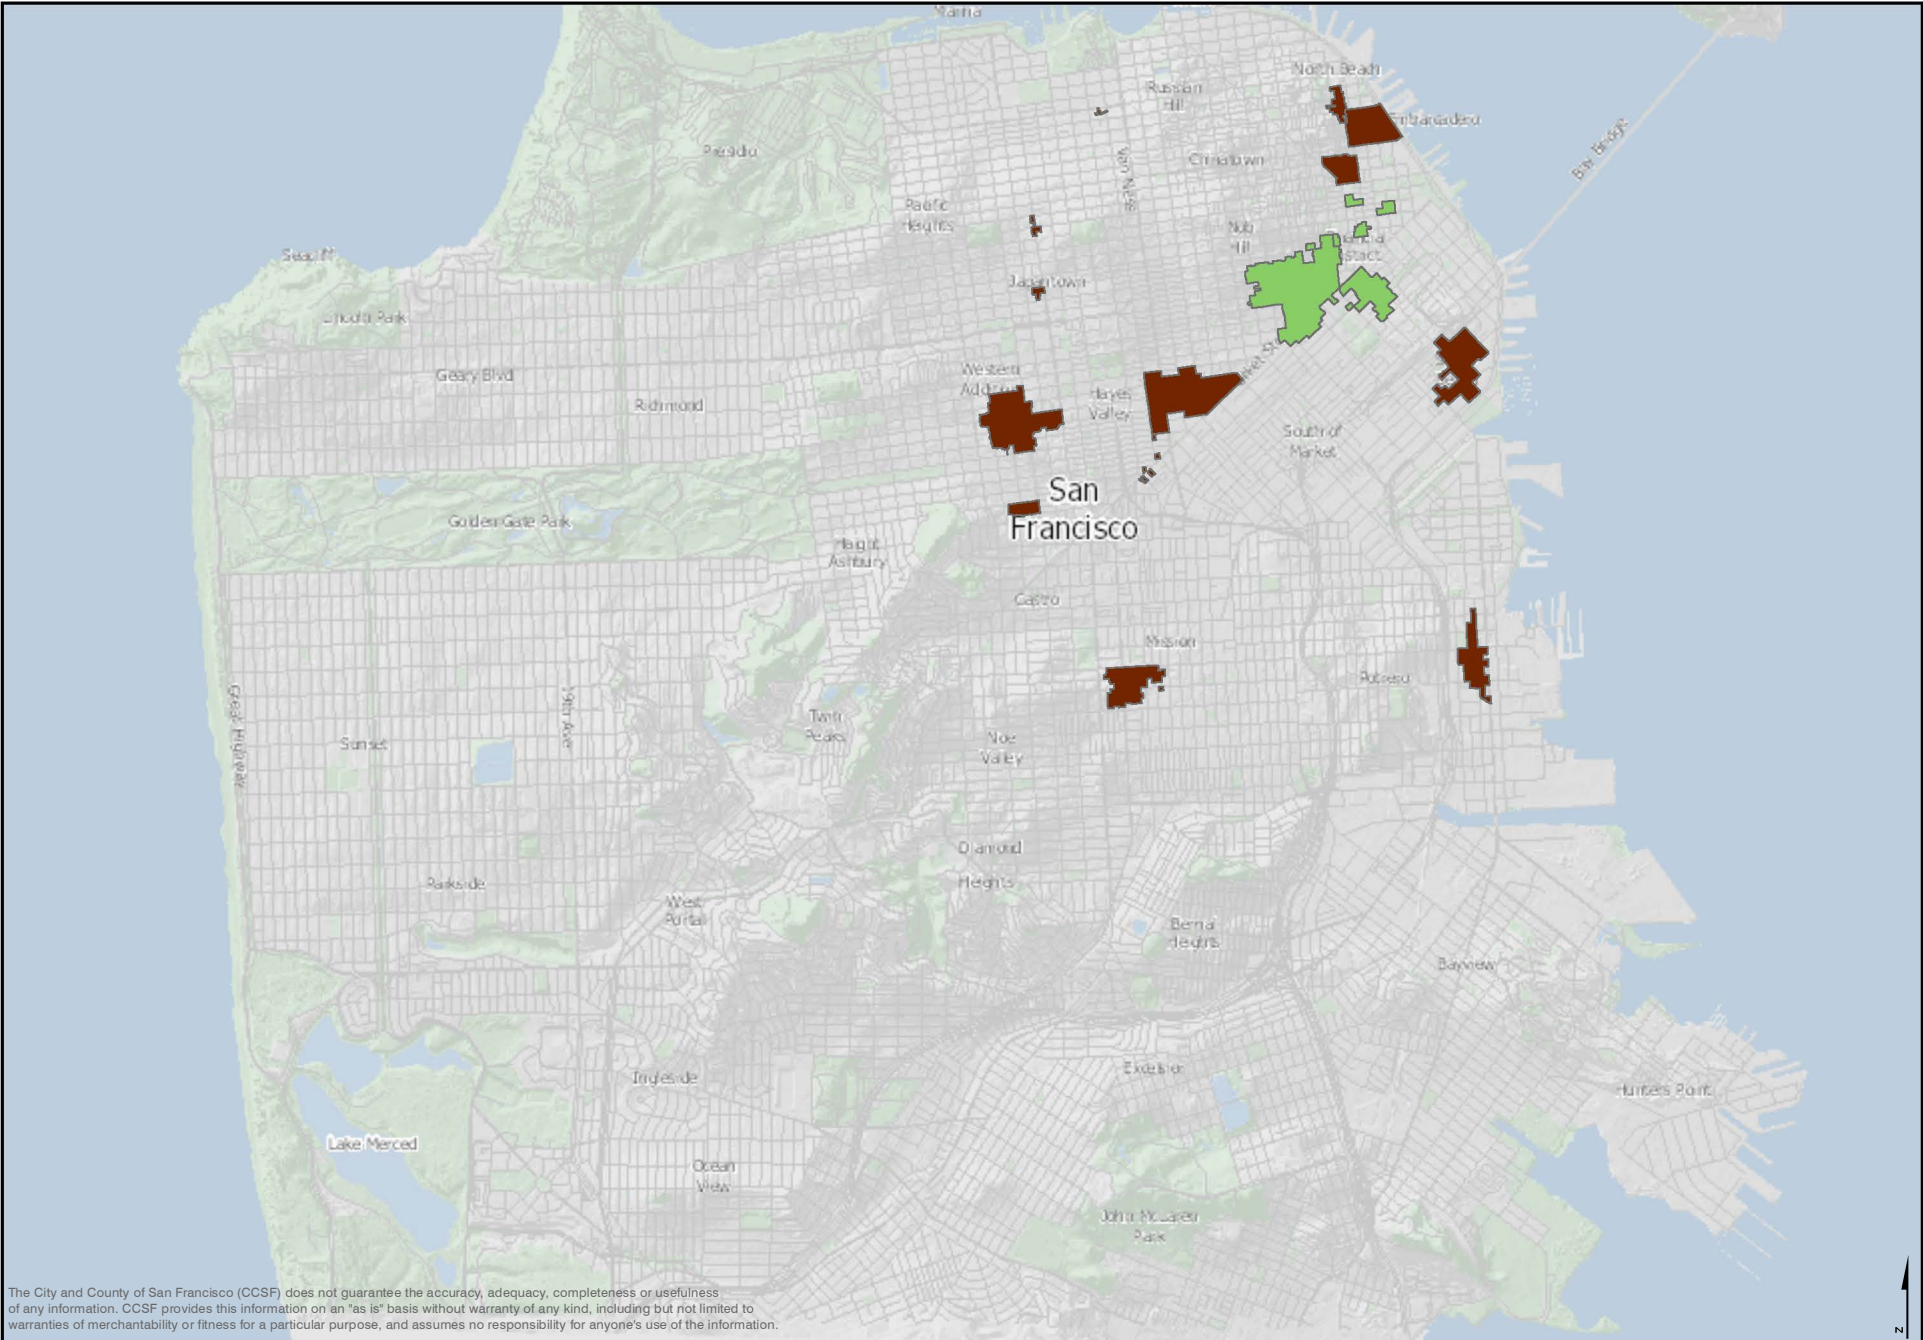 Marina
North Beach
Embarcadero
Russian
Hill
Bay Bridge
Presidio
Chinatown
Van Ness
Pacific
Heights
Nob
Hill
Financial
District
Seacliff
Japantown
Lincoln Park
Market St
Geary Blvd
Western
Addition
Richmond
Hayes
Valley
South of
Market
San
Francisco
Golden Gate Park
Haight
Ashbury
Castro
Mission
Potrero
Great Highway
19th Ave
Sunset
Twin
Peaks
Noe
Valley
Diamond
Heights
Parkside
West
Portal
Bernal
Heights
Bayview
Ingleside
Excelsior
Hunters Point
Lake Merced
Ocean
View
John McLaren
Park
The City and County of San Francisco (CCSF) does not guarantee the accuracy, adequacy, completeness or usefulness
of any information. CCSF provides this information on an "as is" basis without warranty of any kind, including but not limited to
warranties of merchantability or fitness for a particular purpose, and assumes no responsibility for anyone's use of the information.
N